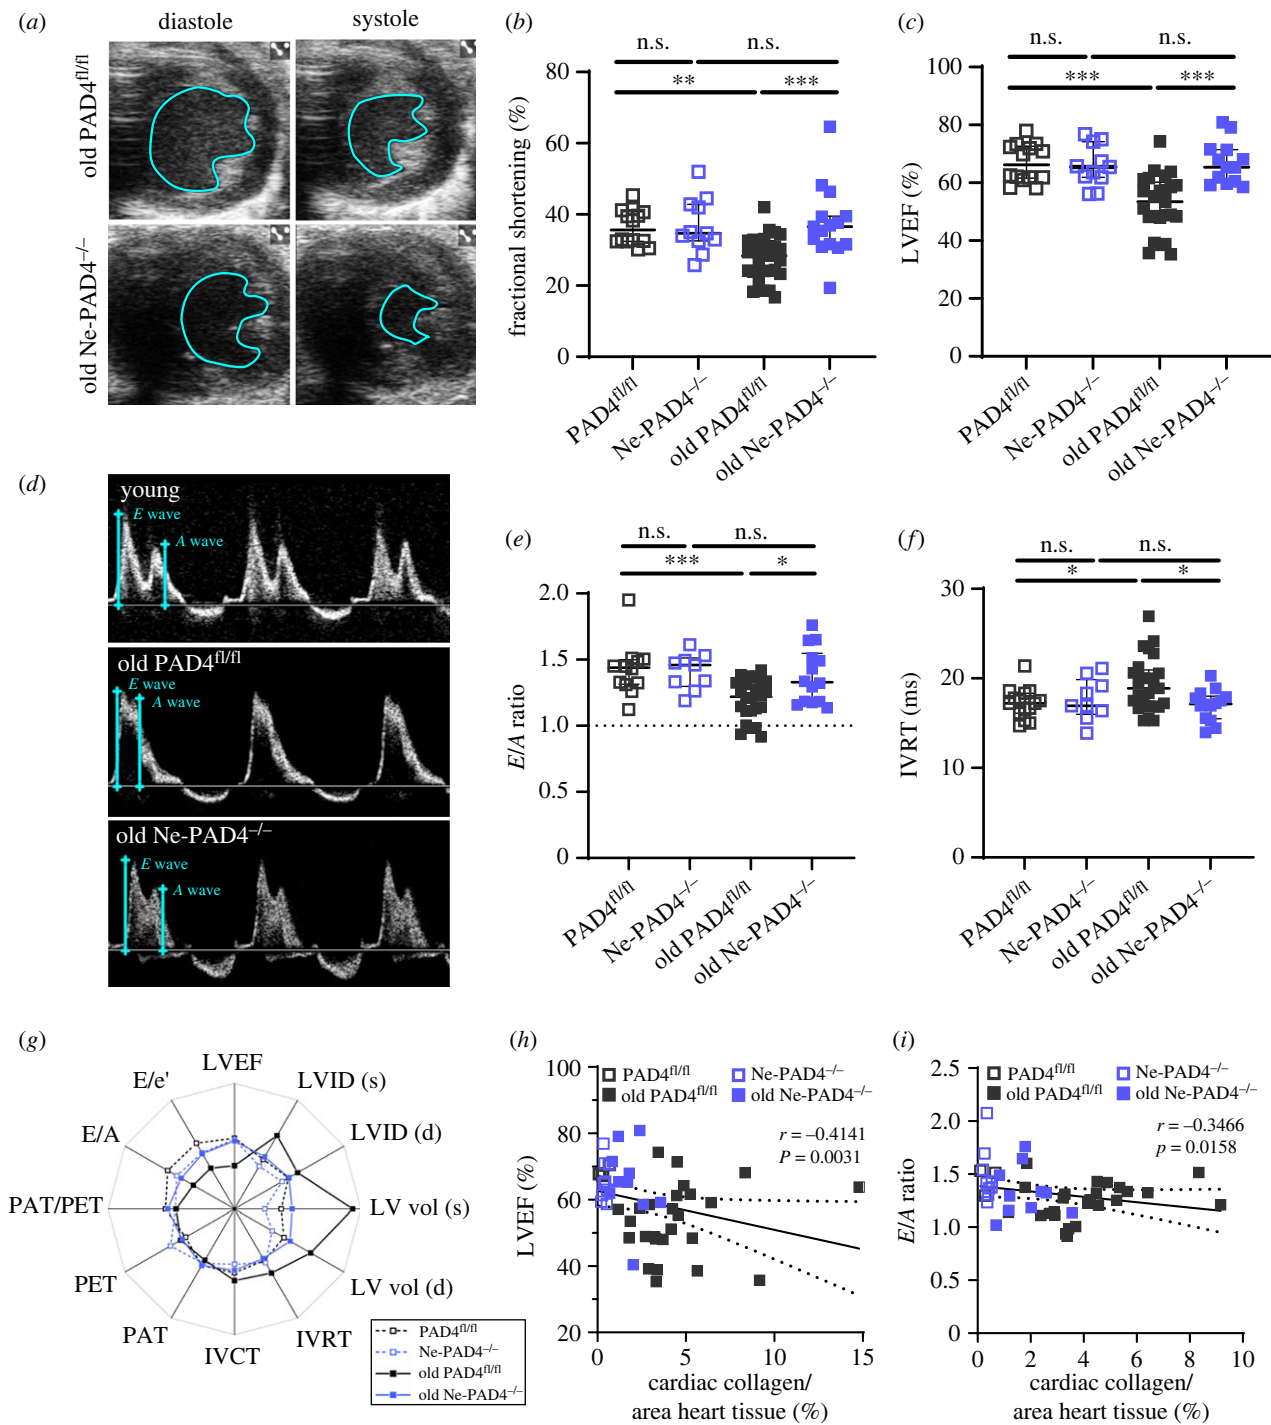 (a)
diastole
systole
old PAD4fl/fl
old Ne-PAD4–/–
(b)
n.s. n.s.
** ***
fractional shortening (%)
80
60
40
20
0
PAD4fl/fl
Ne-PAD4–/–
old PAD4fl/fl
old Ne-PAD4–/–
(c)
n.s. n.s.
*** ***
LVEF (%)
100
80
60
40
20
0
PAD4fl/fl
Ne-PAD4–/–
old PAD4fl/fl
old Ne-PAD4–/–
(d)
young
E wave
A wave
old PAD4fl/fl
E wave
A wave
old Ne-PAD4–/–
E wave
A wave
(e)
n.s. n.s.
*** *
E/A ratio
2.0
1.5
1.0
0.5
0
PAD4fl/fl
Ne-PAD4–/–
old PAD4fl/fl
old Ne-PAD4–/–
(f)
n.s. n.s.
* *
IVRT (ms)
30
20
10
0
PAD4fl/fl
Ne-PAD4–/–
old PAD4fl/fl
old Ne-PAD4–/–
(g)
LVEF
LVID (s)
LVID (d)
LV vol (s)
LV vol (d)
IVRT
IVCT
PAT
PET
PAT/PET
E/A
E/e'
PAD4fl/fl
Ne-PAD4–/–
old PAD4fl/fl
old Ne-PAD4–/–
(h)
PAD4fl/fl Ne-PAD4–/–
old PAD4fl/fl old Ne-PAD4–/–
r = –0.4141
P = 0.0031
LVEF (%)
100
80
60
40
20
0 5 10 15
cardiac collagen/
area heart tissue (%)
(i)
PAD4fl/fl Ne-PAD4–/–
old PAD4fl/fl old Ne-PAD4–/–
r = –0.3466
p = 0.0158
E/A ratio
2.5
2.0
1.5
1.0
0.5
0
0 2 4 6 8 10
cardiac collagen/
area heart tissue (%)